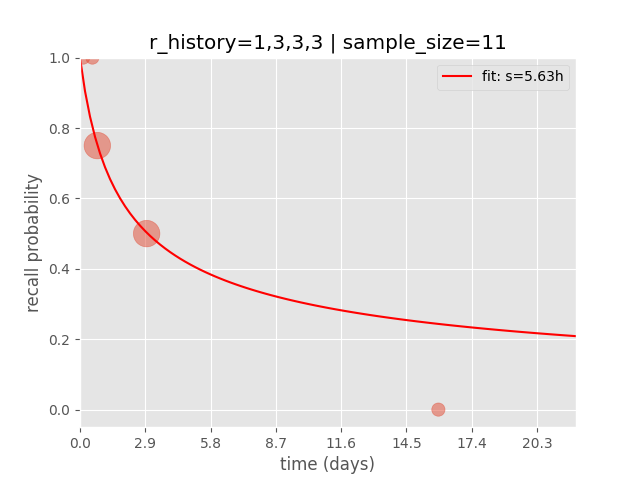 r_history=1,3,3,3 | sample_size=11
fit: s=5.63h
1.0
0.8
0.6
0.4
0.2
0.0
recall probability
0.0 2.9 5.8 8.7 11.6 14.5 17.4 20.3
time (days)